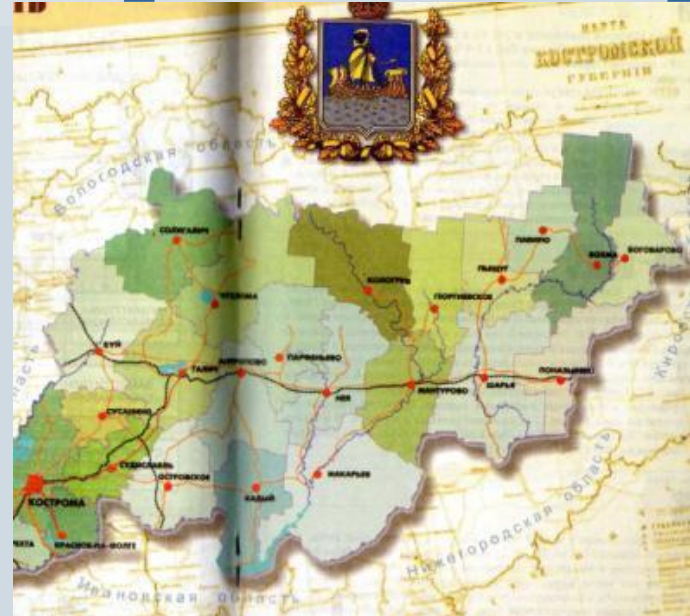 КАРТА
КОСТРОМСКОЙ
ГУБЕРНІИ
Вологодская область
СОЛИГАЛИЧ
ПАВИНО
ВОХМА
БОГОВАРОВО
ПЫЩУГ
КОЛОГРИВ
ГЕОРГИЕВСКОЕ
ЧУХЛОМА
БУЙ
ГАЛИЧ
АНТРОПОВО
ПАРФЕНЬЕВО
НЕЯ
МАНТУРОВО
ШАРЬЯ
ПОНАЗЫРЕВО
СУСАНИНО
СУДИСЛАВЛЬ
ОСТРОВСКОЕ
КАДЫЙ
МАКАРЬЕВ
КОСТРОМА
КРАСНОЕ-НА-ВОЛГЕ
Нижегородская область
Ивановская область